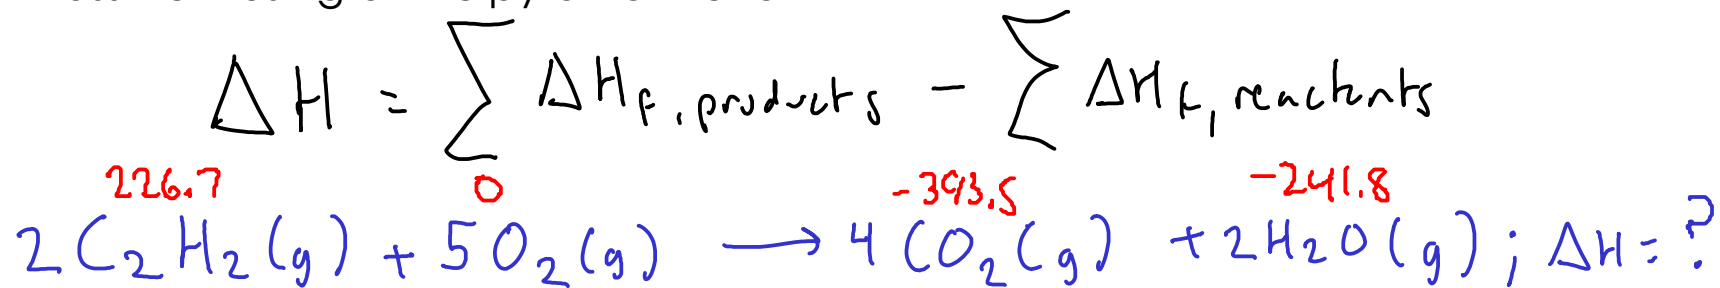 ΔH = ∑ ΔHf, products − ∑ ΔHf, reactants
226.7 0 -393.5 -241.8
2C2H2(g) + 5O2(g) → 4CO2(g) + 2H2O(g); ΔH = ?